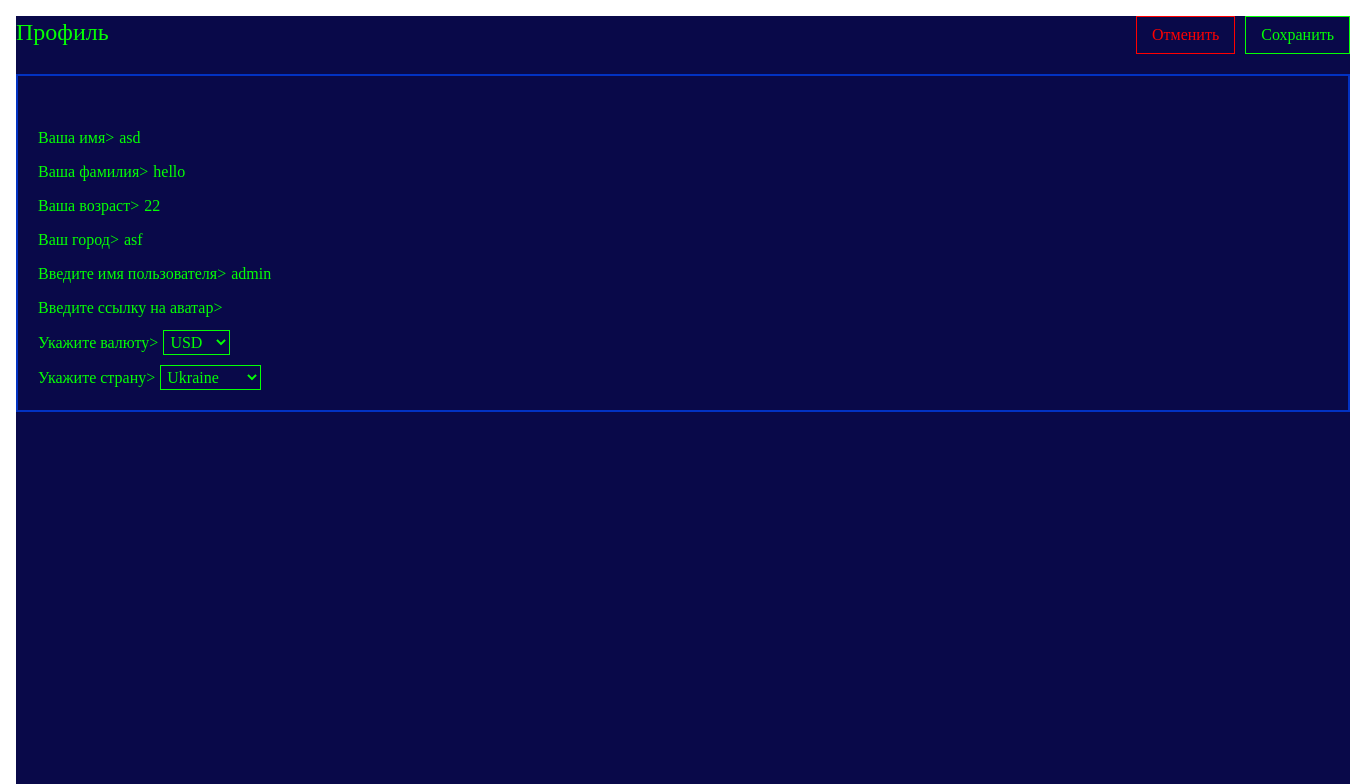 Профиль
Отменить
Сохранить
Ваша имя> asd
Ваша фамилия> hello
Ваша возраст> 22
Ваш город> asf
Введите имя пользователя> admin
Введите ссылку на аватар>
Укажите валюту> USD
Укажите страну> Ukraine